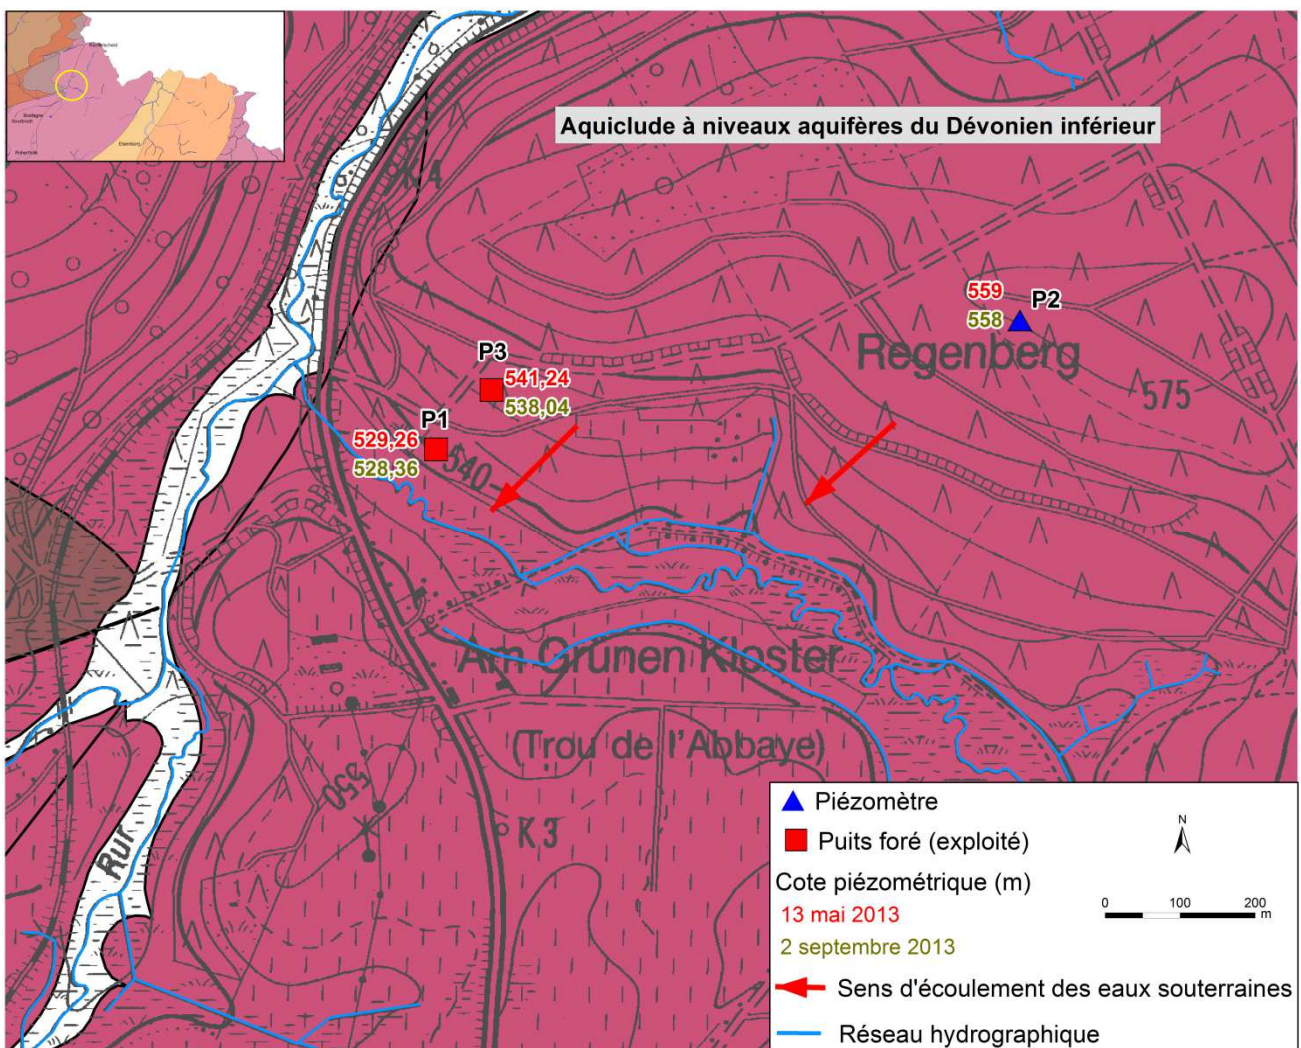 Aquiclude à niveaux aquifères du Dévonien inférieur
K 4
559
P2
558
Regenberg
575
P3
541,24
538,04
P1
529,26
528,36
540
Am Grünen Kloster
(Trou de l'Abbaye)
550
K 3
Rur
Piézomètre
Puits foré (exploité)
Cote piézométrique (m)
13 mai 2013
2 septembre 2013
Sens d'écoulement des eaux souterraines
Réseau hydrographique
N
0 100 200
m